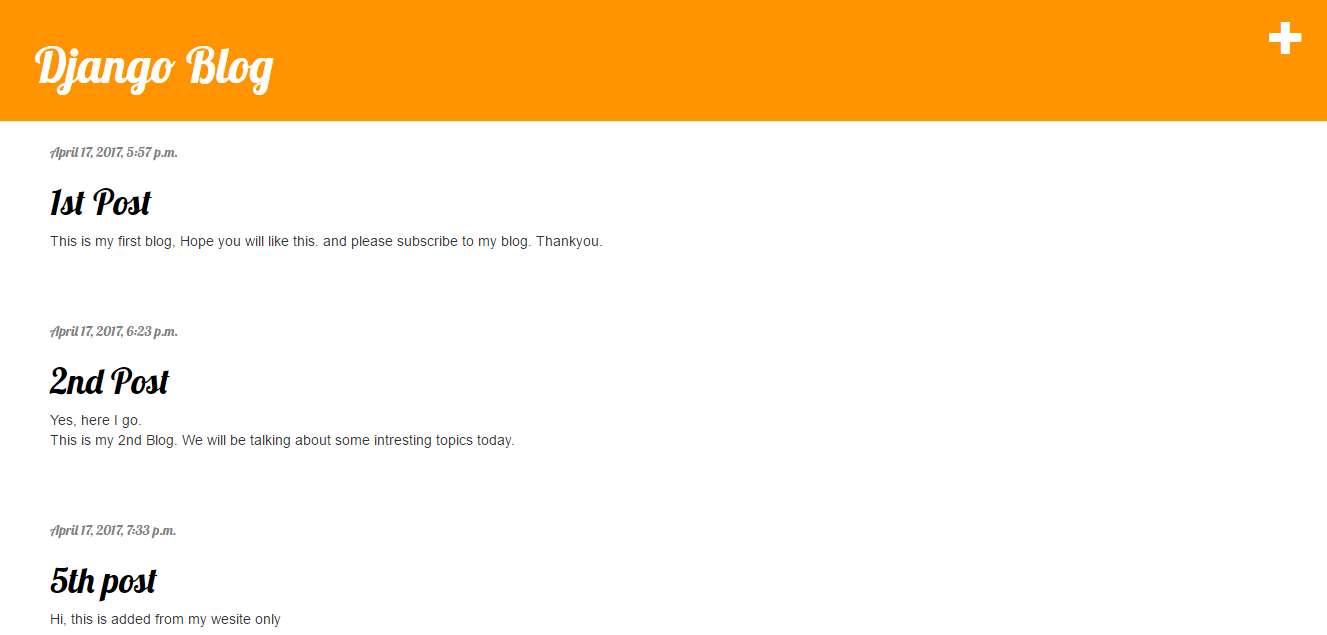 Django Blog
April 17, 2017, 5:57 p.m.
1st Post
This is my first blog, Hope you will like this. and please subscribe to my blog. Thankyou.
April 17, 2017, 6:23 p.m.
2nd Post
Yes, here I go.
This is my 2nd Blog. We will be talking about some intresting topics today.
April 17, 2017, 7:33 p.m.
5th post
Hi, this is added from my wesite only